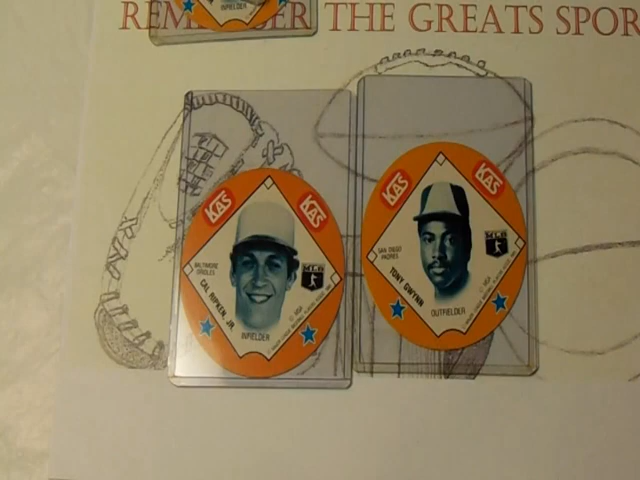 INFIELDER
THE GREATS SPOR
KAS
KAS
BALTIMORE
ORIOLES
CAL RIPKEN, JR.
INFIELDER
KAS
KAS
SAN DIEGO
PADRES
TONY GWYNN
OUTFIELDER